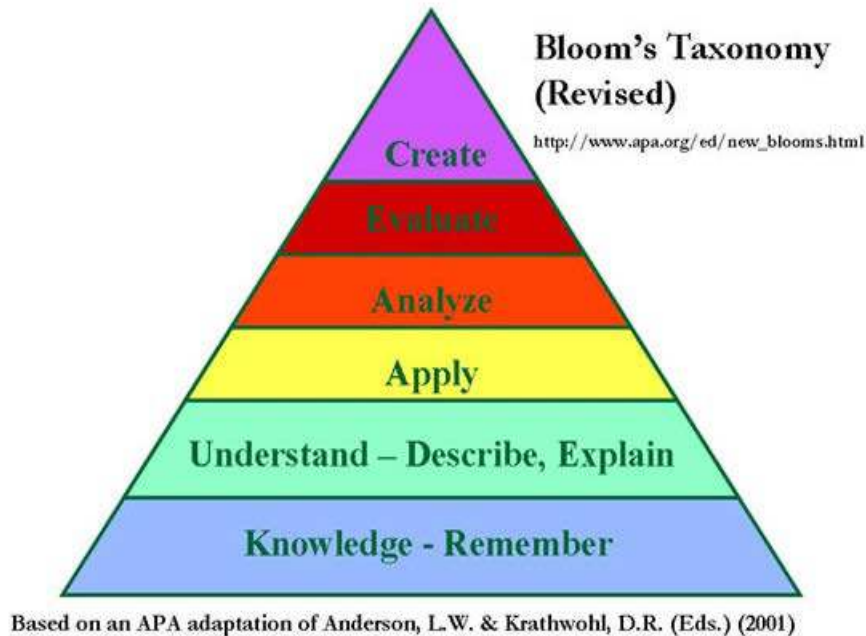 Bloom's Taxonomy
(Revised)
http://www.apa.org/ed/new_blooms.html
Create
Evaluate
Analyze
Apply
Understand – Describe, Explain
Knowledge - Remember
Based on an APA adaptation of Anderson, L.W. & Krathwohl, D.R. (Eds.) (2001)